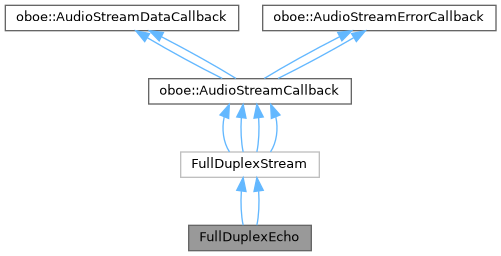 oboe::AudioStreamDataCallback
oboe::AudioStreamErrorCallback
oboe::AudioStreamCallback
FullDuplexStream
FullDuplexEcho